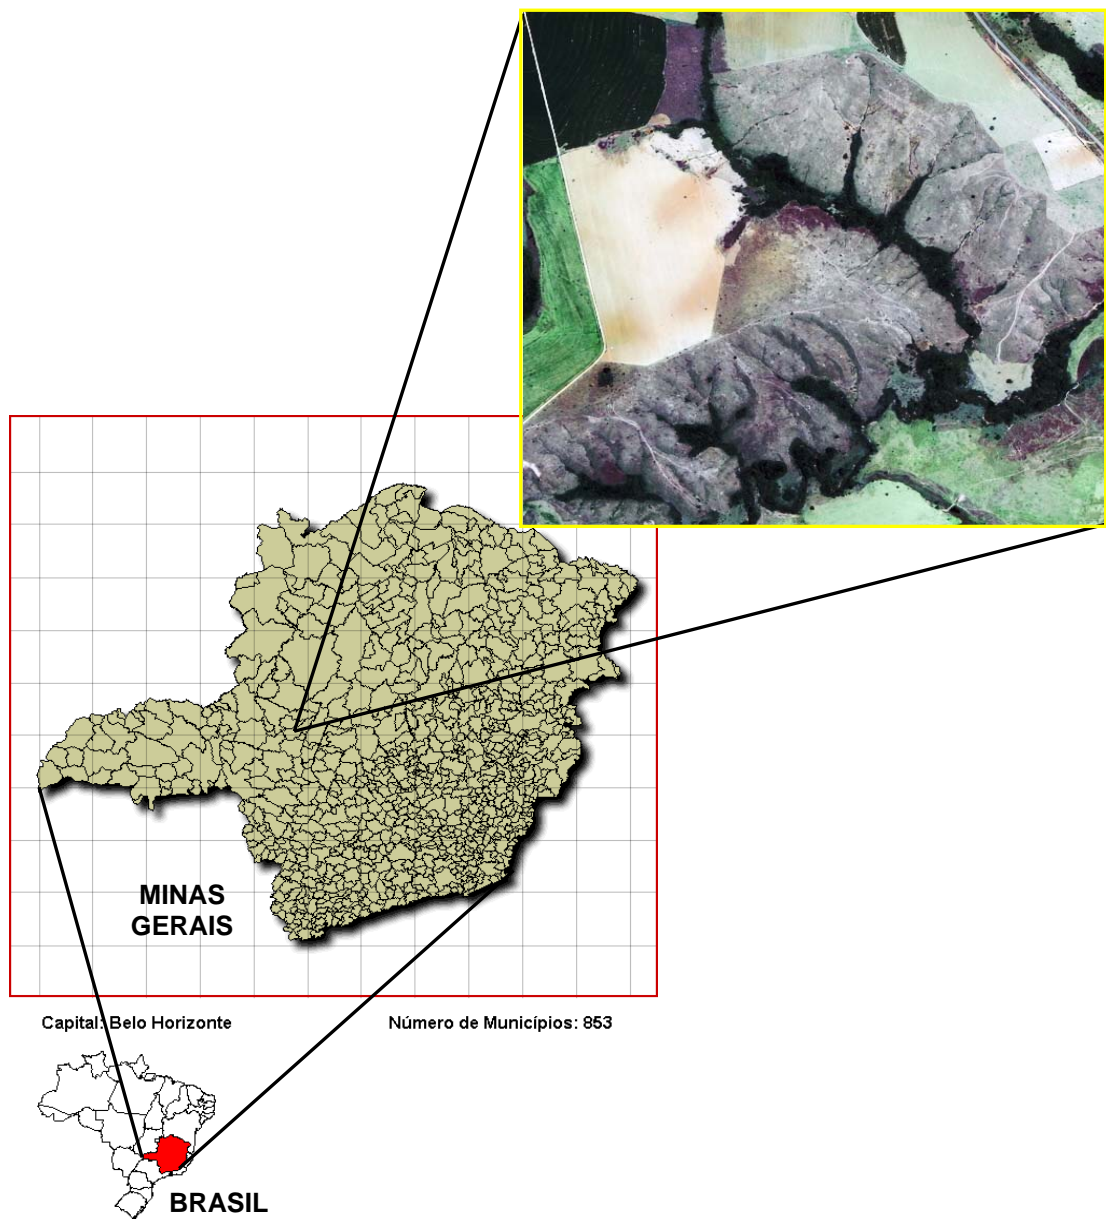 MINAS
GERAIS
Capital: Belo Horizonte
Número de Municípios: 853
BRASIL